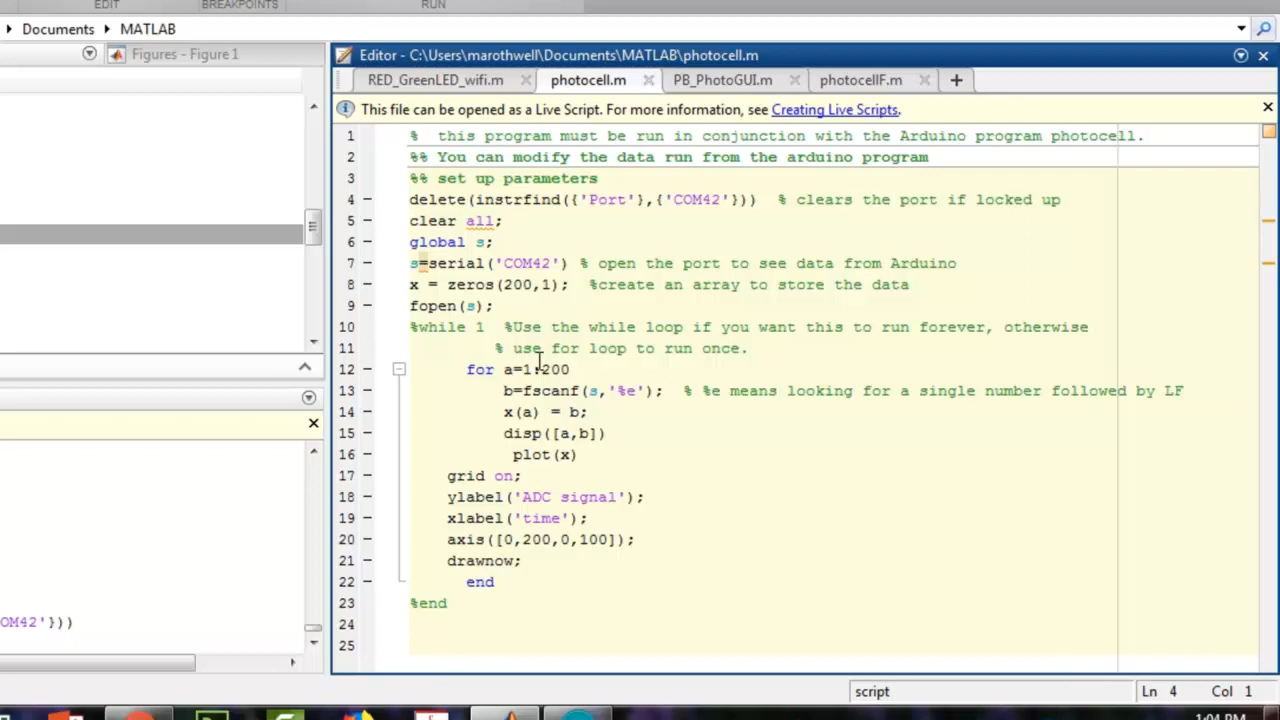 EDIT
BREAKPOINTS
RUN
Documents
MATLAB
Figures - Figure 1
Editor - C:\Users\marothwell\Documents\MATLAB\photocell.m
RED_GreenLED_wifi.m
photocell.m
PB_PhotoGUI.m
photocellF.m
This file can be opened as a Live Script. For more information, see Creating Live Scripts.
1 % this program must be run in conjunction with the Arduino program photocell.
2 %% You can modify the data run from the arduino program
3 %% set up parameters
4 delete(instrfind({'Port'},{'COM42'})) % clears the port if locked up
5 clear all;
6 global s;
7 s=serial('COM42') % open the port to see data from Arduino
8 x = zeros(200,1); %create an array to store the data
9 fopen(s);
10 %while 1 %Use the while loop if you want this to run forever, otherwise
11 % use for loop to run once.
12 for a=1:200
13 b=fscanf(s,'%e'); % %e means looking for a single number followed by LF
14 x(a) = b;
15 disp([a,b])
16 plot(x)
17 grid on;
18 ylabel('ADC signal');
19 xlabel('time');
20 axis([0,200,0,100]);
21 drawnow;
22 end
23 %end
24
25
OM42'}))
script
Ln 4 Col 1
1:04 PM